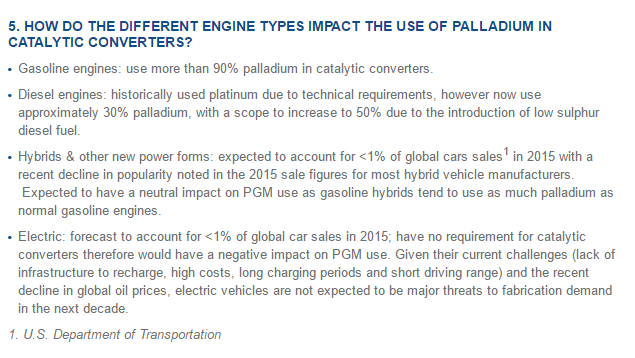 5. HOW DO THE DIFFERENT ENGINE TYPES IMPACT THE USE OF PALLADIUM IN
CATALYTIC CONVERTERS?
• Gasoline engines: use more than 90% palladium in catalytic converters.
• Diesel engines: historically used platinum due to technical requirements, however now use
approximately 30% palladium, with a scope to increase to 50% due to the introduction of low sulphur
diesel fuel.
• Hybrids & other new power forms: expected to account for <1% of global cars sales¹ in 2015 with a
recent decline in popularity noted in the 2015 sale figures for most hybrid vehicle manufacturers.
Expected to have a neutral impact on PGM use as gasoline hybrids tend to use as much palladium as
normal gasoline engines.
• Electric: forecast to account for <1% of global car sales in 2015; have no requirement for catalytic
converters therefore would have a negative impact on PGM use. Given their current challenges (lack of
infrastructure to recharge, high costs, long charging periods and short driving range) and the recent
decline in global oil prices, electric vehicles are not expected to be major threats to fabrication demand
in the next decade.
1. U.S. Department of Transportation